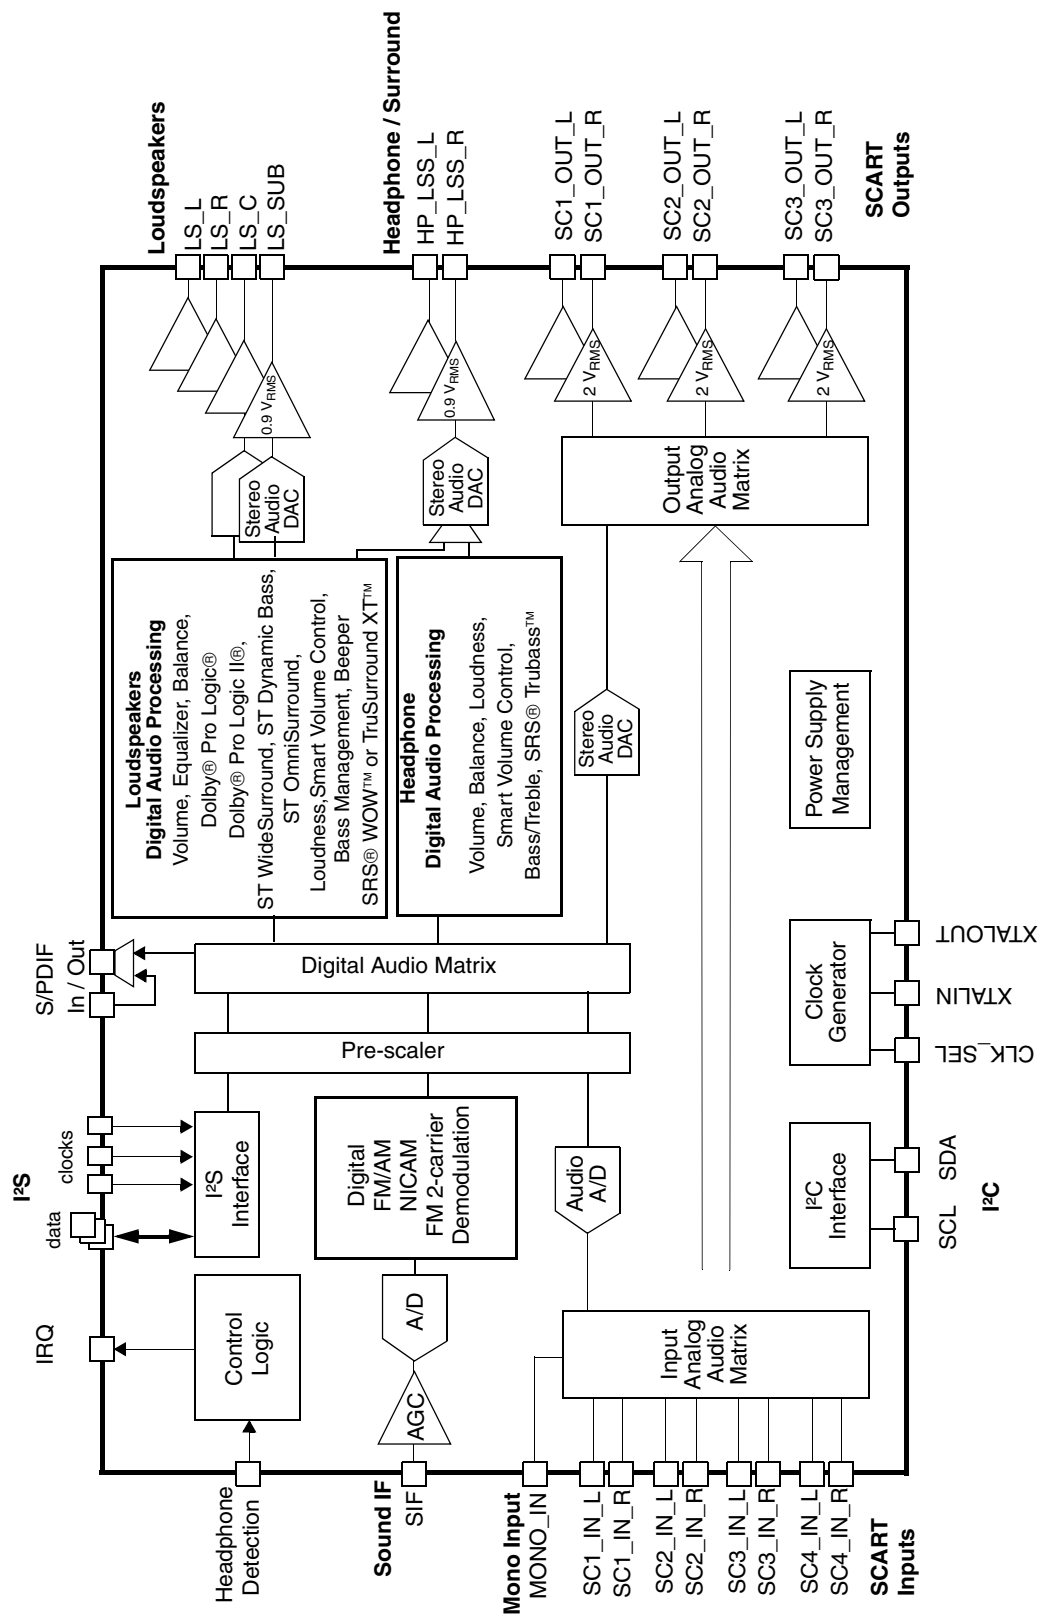 Headphone
Detection
Sound IF
SIF
Mono Input
MONO_IN
SC1_IN_L
SC1_IN_R
SC2_IN_L
SC2_IN_R
SC3_IN_L
SC3_IN_R
SC4_IN_L
SC4_IN_R
SCART
Inputs
IRQ
Control
Logic
AGC
A/D
Input
Analog
Audio
Matrix
I²S
data
clocks
I²S
Interface
Digital
FM/AM
NICAM
FM 2-carrier
Demodulation
Audio
A/D
I²C
Interface
SCL
SDA
I²C
Pre-scaler
Digital Audio Matrix
S/PDIF
In / Out
Clock
Generator
CLK_SEL
XTALIN
XTALOUT
Loudspeakers
Digital Audio Processing
Volume, Equalizer, Balance,
Dolby® Pro Logic®
Dolby® Pro Logic II®,
ST WideSurround, ST Dynamic Bass,
ST OmniSurround,
Loudness,Smart Volume Control,
Bass Management, Beeper
SRS® WOW™ or TruSurround XT™
Headphone
Digital Audio Processing
Volume, Balance, Loudness,
Smart Volume Control,
Bass/Treble, SRS® Trubass™
Stereo
Audio
DAC
Power Supply
Management
Stereo
Audio
DAC
Stereo
Audio
DAC
Output
Analog
Audio
Matrix
0.9 VRMS
0.9 VRMS
2 VRMS
2 VRMS
2 VRMS
Loudspeakers
LS_L
LS_R
LS_C
LS_SUB
Headphone / Surround
HP_LSS_L
HP_LSS_R
SC1_OUT_L
SC1_OUT_R
SC2_OUT_L
SC2_OUT_R
SC3_OUT_L
SC3_OUT_R
SCART
Outputs